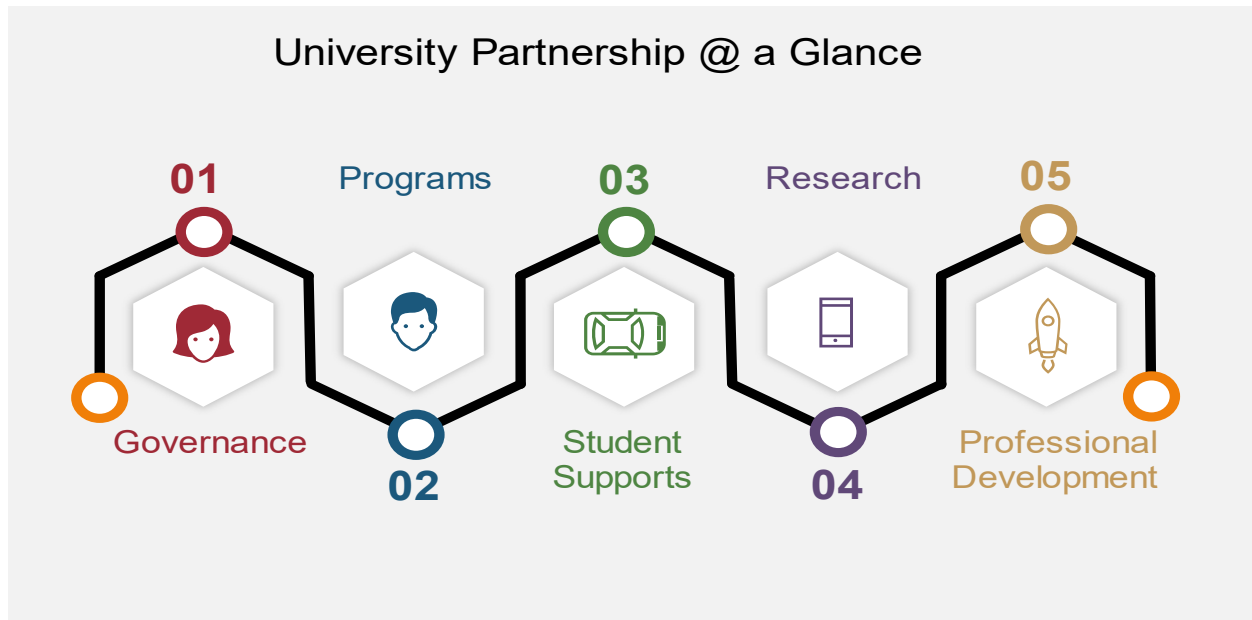 University Partnership @ a Glance
01
Governance
Programs
02
03
Student
Supports
Research
04
05
Professional
Development